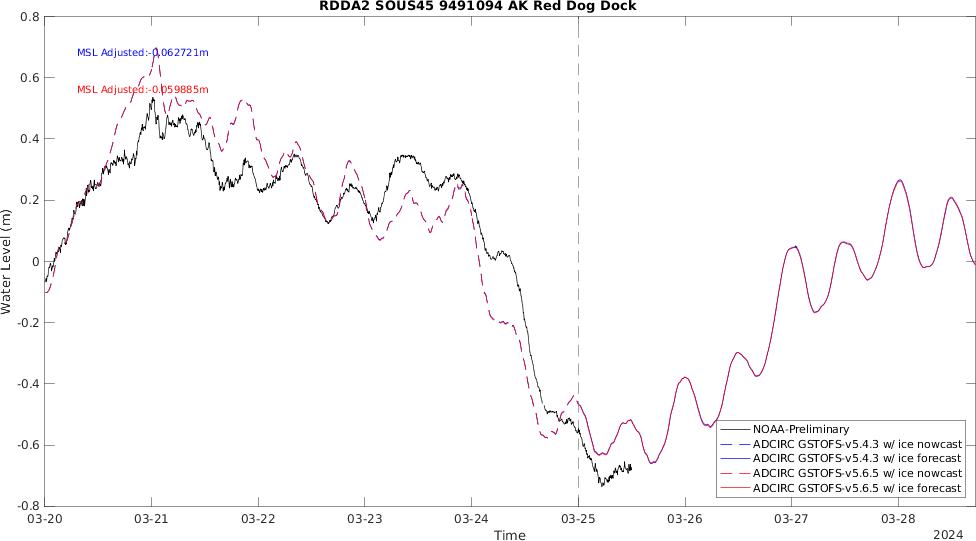 RDDA2 SOUS45 9491094 AK Red Dog Dock
MSL Adjusted:-0.062721m
MSL Adjusted:-0.059885m
Water Level (m)
0.8
0.6
0.4
0.2
0
-0.2
-0.4
-0.6
-0.8
03-20
03-21
03-22
03-23
03-24
03-25
03-26
03-27
03-28
Time
2024
NOAA-Preliminary
ADCIRC GSTOFS-v5.4.3 w/ ice nowcast
ADCIRC GSTOFS-v5.4.3 w/ ice forecast
ADCIRC GSTOFS-v5.6.5 w/ ice nowcast
ADCIRC GSTOFS-v5.6.5 w/ ice forecast